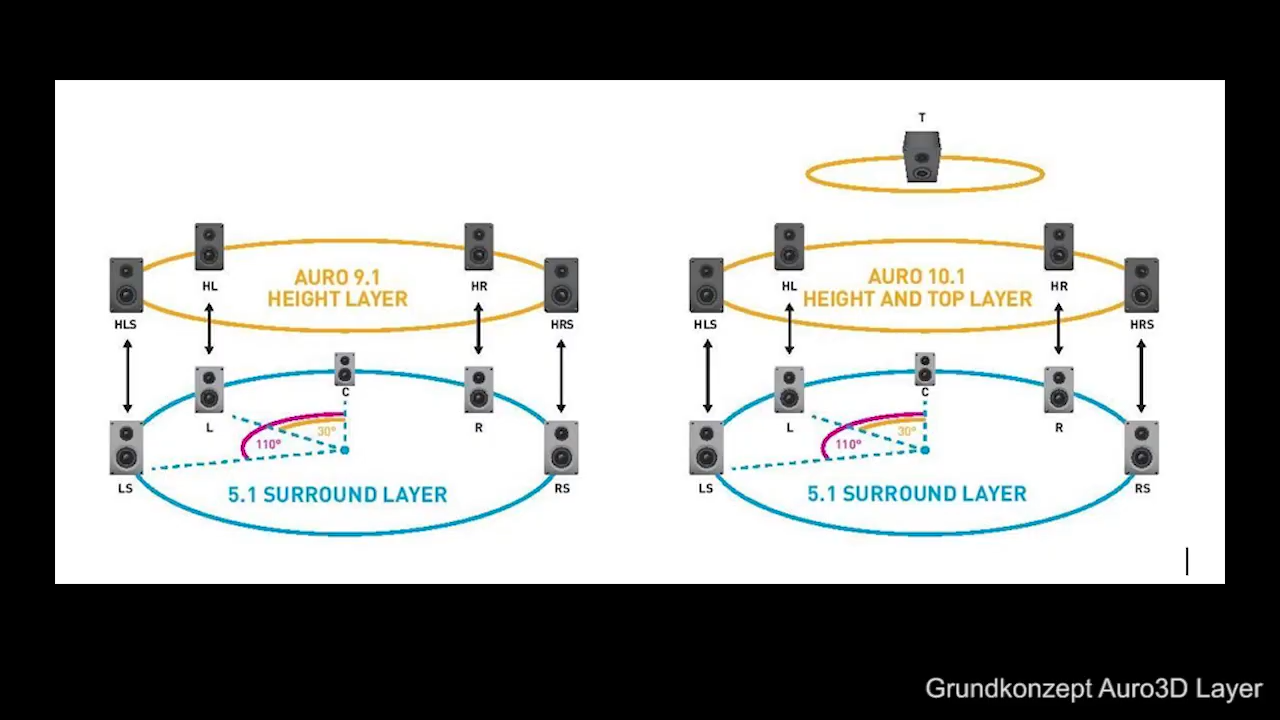 HL
HR
AURO 9.1
HEIGHT LAYER
HLS
HRS
C
L
R
30°
110°
LS
RS
5.1 SURROUND LAYER
T
HL
HR
AURO 10.1
HEIGHT AND TOP LAYER
HLS
HRS
C
L
R
30°
110°
LS
RS
5.1 SURROUND LAYER
Grundkonzept Auro3D Layer